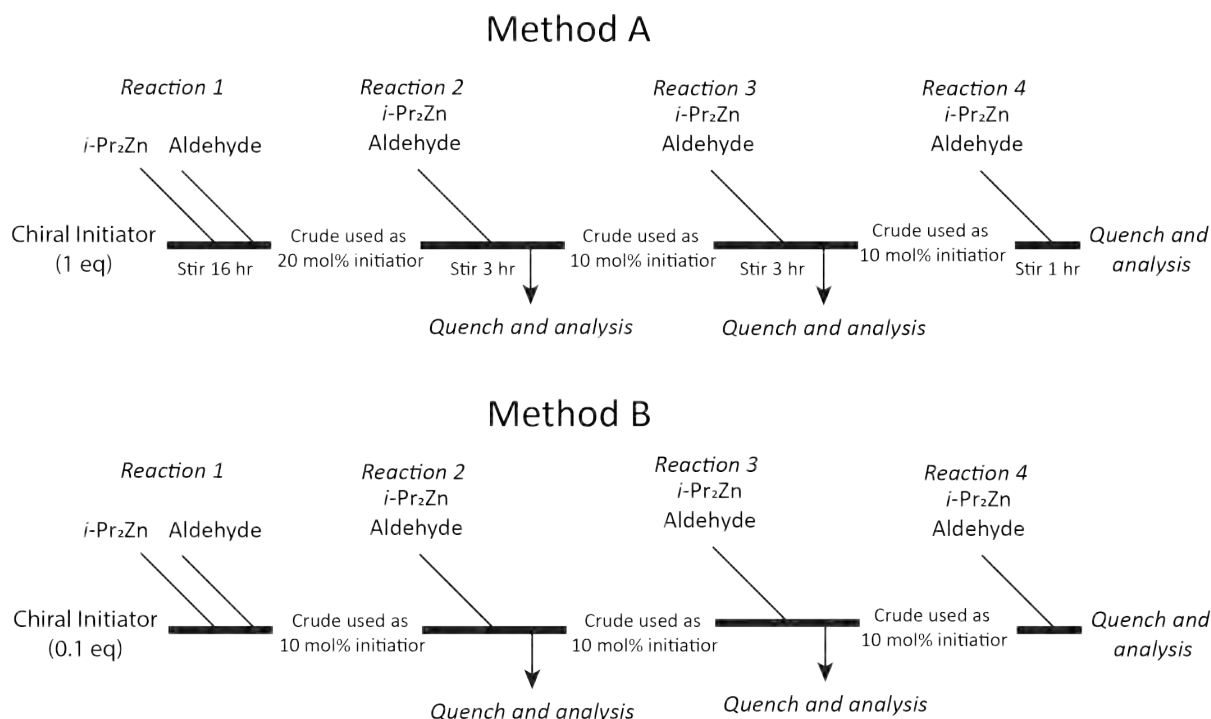 Method A
Reaction 1
i-Pr₂Zn Aldehyde
Chiral Initiator
(1 eq)
Stir 16 hr
Crude used as
20 mol% initiatior
Reaction 2
i-Pr₂Zn
Aldehyde
Stir 3 hr
Quench and analysis
Crude used as
10 mol% initiatior
Reaction 3
i-Pr₂Zn
Aldehyde
Stir 3 hr
Quench and analysis
Crude used as
10 mol% initiatior
Reaction 4
i-Pr₂Zn
Aldehyde
Stir 1 hr
Quench and
analysis
Method B
Reaction 1
i-Pr₂Zn Aldehyde
Chiral Initiator
(0.1 eq)
Crude used as
10 mol% initiatior
Reaction 2
i-Pr₂Zn
Aldehyde
Quench and analysis
Crude used as
10 mol% initiatior
Reaction 3
i-Pr₂Zn
Aldehyde
Quench and analysis
Crude used as
10 mol% initiatior
Reaction 4
i-Pr₂Zn
Aldehyde
Quench and
analysis